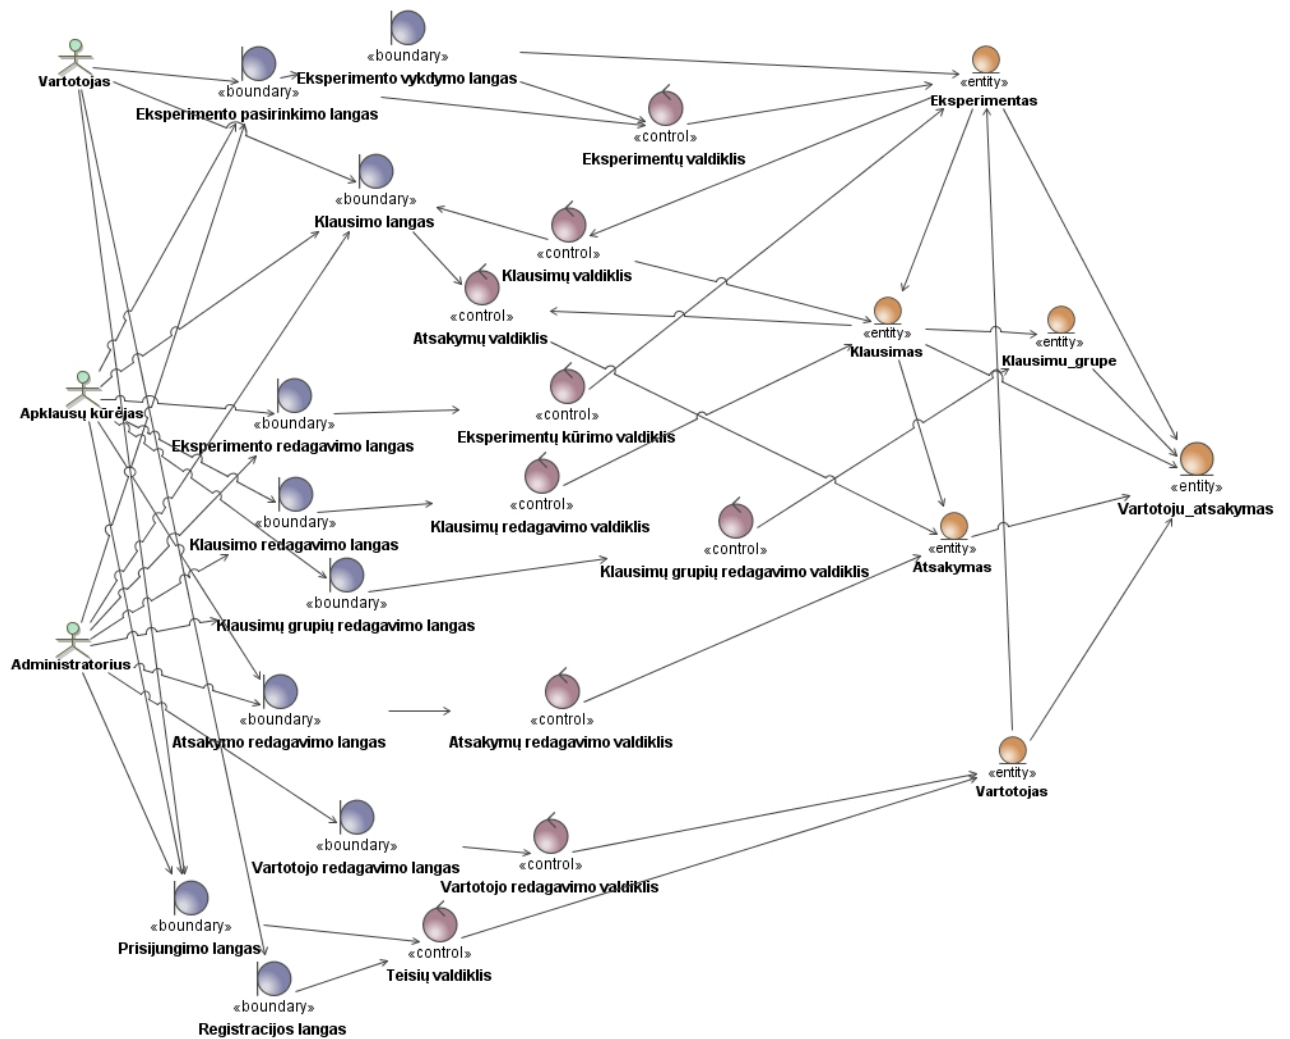 «boundary»
Eksperimento vykdymo langas
Vartotojas
«boundary»
Eksperimento pasirinkimo langas
«entity»
Eksperimentas
«control»
Eksperimentų valdiklis
«boundary»
Klausimo langas
«control»
Klausimų valdiklis
«control»
Atsakymų valdiklis
«entity»
Klausimas
«entity»
Klausimu_grupe
Apklausų kūrėjas
«boundary»
Eksperimento redagavimo langas
«control»
Eksperimentų kūrimo valdiklis
«boundary»
Klausimo redagavimo langas
«control»
Klausimų redagavimo valdiklis
«entity»
Vartotoju_atsakymas
«control»
Klausimų grupių redagavimo valdiklis
«entity»
Atsakymas
«boundary»
Klausimų grupių redagavimo langas
Administratorius
«boundary»
Atsakymo redagavimo langas
«control»
Atsakymų redagavimo valdiklis
«entity»
Vartotojas
«boundary»
Vartotojo redagavimo langas
«control»
Vartotojo redagavimo valdiklis
«boundary»
Prisijungimo langas
«control»
Teisių valdiklis
«boundary»
Registracijos langas